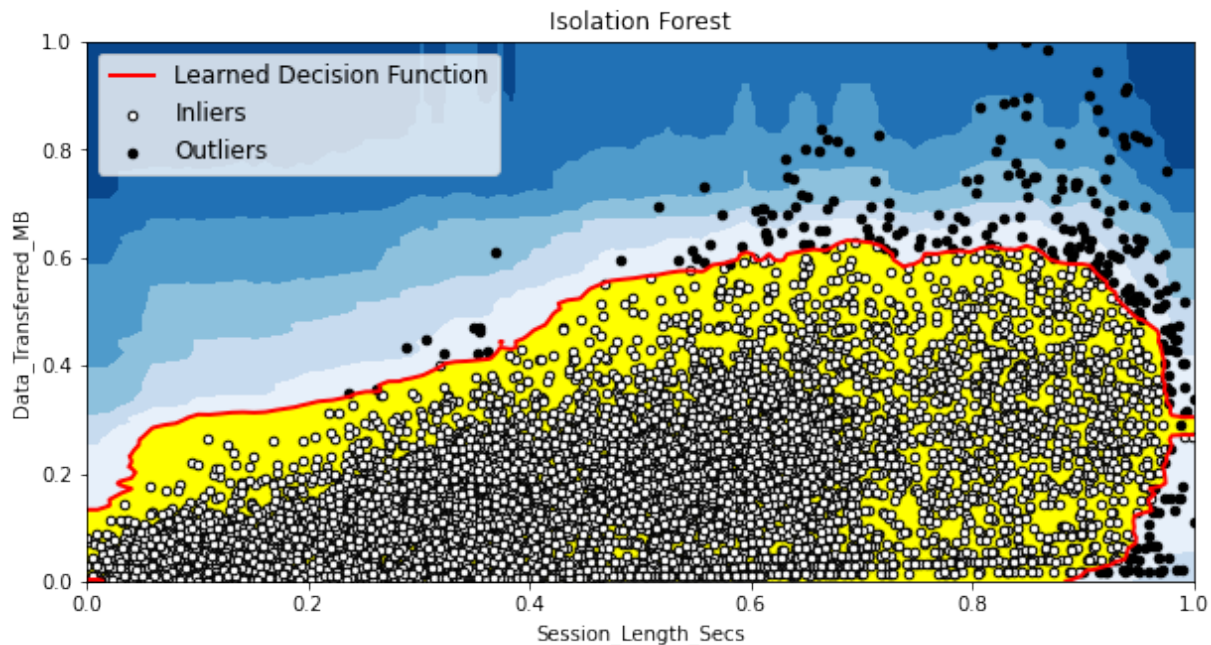 Isolation Forest
1.0
Learned Decision Function
Inliers
Outliers
0.8
0.6
0.4
0.2
0.0
Data_Transferred_MB
0.0 0.2 0.4 0.6 0.8 1.0
Session_Length_Secs